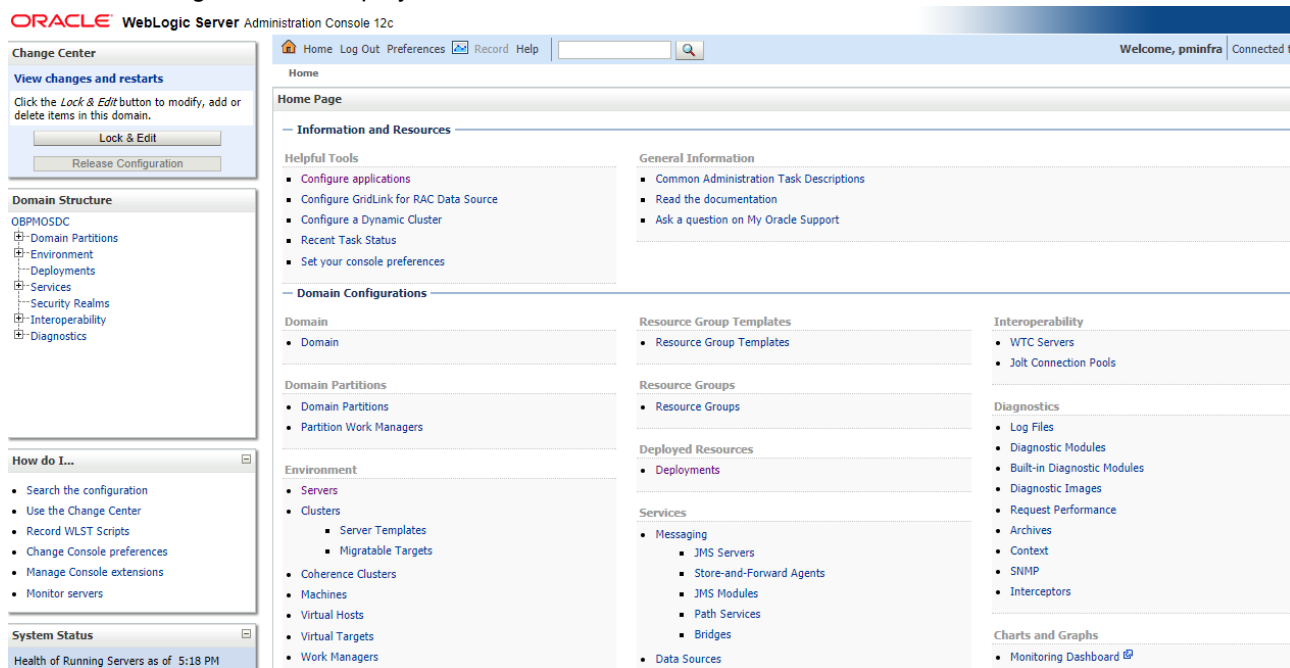 ORACLE WebLogic Server Administration Console 12c
Change Center
View changes and restarts
Click the Lock & Edit button to modify, add or
delete items in this domain.
Lock & Edit
Release Configuration
Domain Structure
OBPMOSDC
Domain Partitions
Environment
Deployments
Services
Security Realms
Interoperability
Diagnostics
How do I...
Search the configuration
Use the Change Center
Record WLST Scripts
Change Console preferences
Manage Console extensions
Monitor servers
System Status
Health of Running Servers as of 5:18 PM
Home Log Out Preferences Record Help
Welcome, pminfra Connected t
Home
Home Page
Information and Resources
Helpful Tools
Configure applications
Configure GridLink for RAC Data Source
Configure a Dynamic Cluster
Recent Task Status
Set your console preferences
General Information
Common Administration Task Descriptions
Read the documentation
Ask a question on My Oracle Support
Domain Configurations
Domain
Domain
Domain Partitions
Domain Partitions
Partition Work Managers
Environment
Servers
Clusters
Server Templates
Migratable Targets
Coherence Clusters
Machines
Virtual Hosts
Virtual Targets
Work Managers
Resource Group Templates
Resource Group Templates
Resource Groups
Resource Groups
Deployed Resources
Deployments
Services
Messaging
JMS Servers
Store-and-Forward Agents
JMS Modules
Path Services
Bridges
Data Sources
Interoperability
WTC Servers
Jolt Connection Pools
Diagnostics
Log Files
Diagnostic Modules
Built-in Diagnostic Modules
Diagnostic Images
Request Performance
Archives
Context
SNMP
Interceptors
Charts and Graphs
Monitoring Dashboard